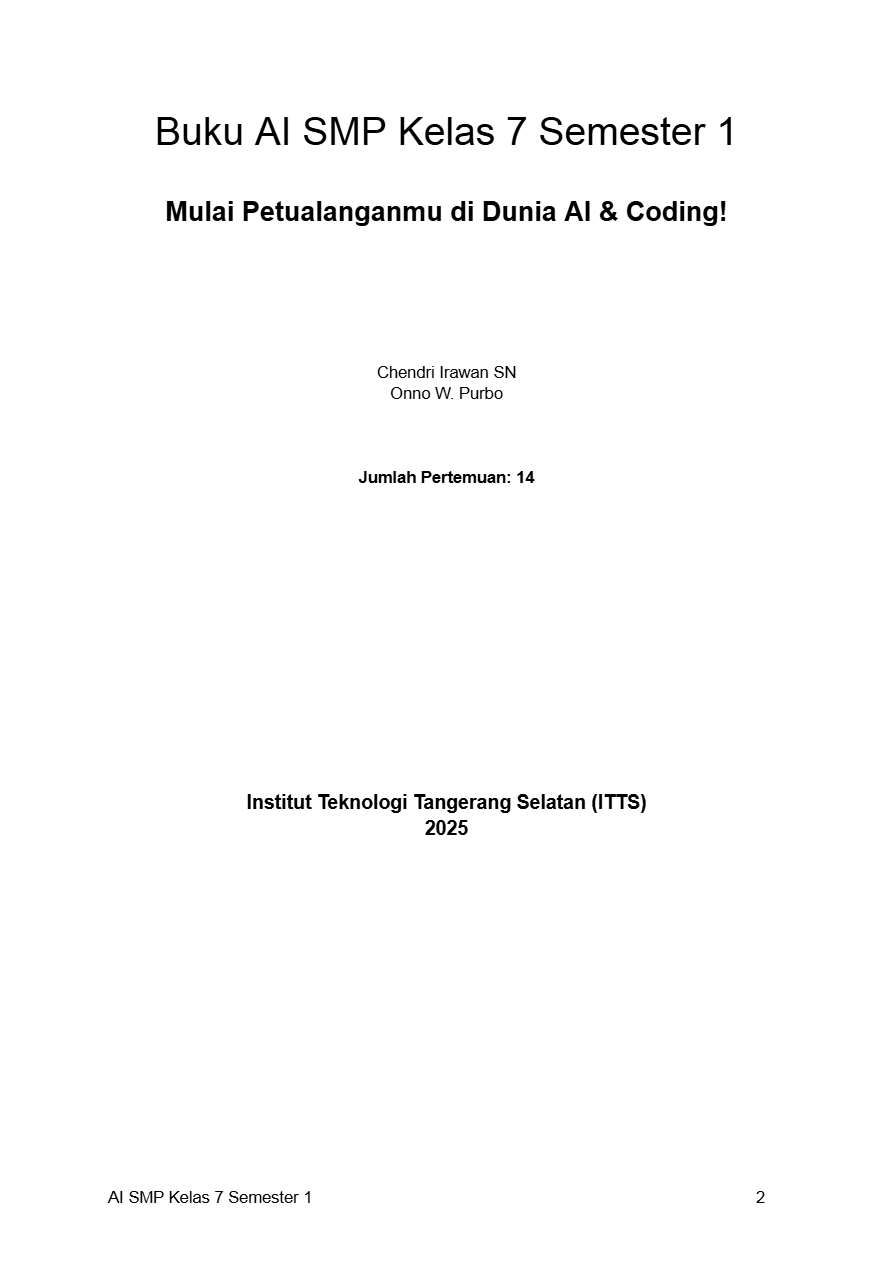 Buku AI SMP Kelas 7 Semester 1
Mulai Petualanganmu di Dunia AI & Coding!
Chendri Irawan SN
Onno W. Purbo
Jumlah Pertemuan: 14
Institut Teknologi Tangerang Selatan (ITTS)
2025
AI SMP Kelas 7 Semester 1 2